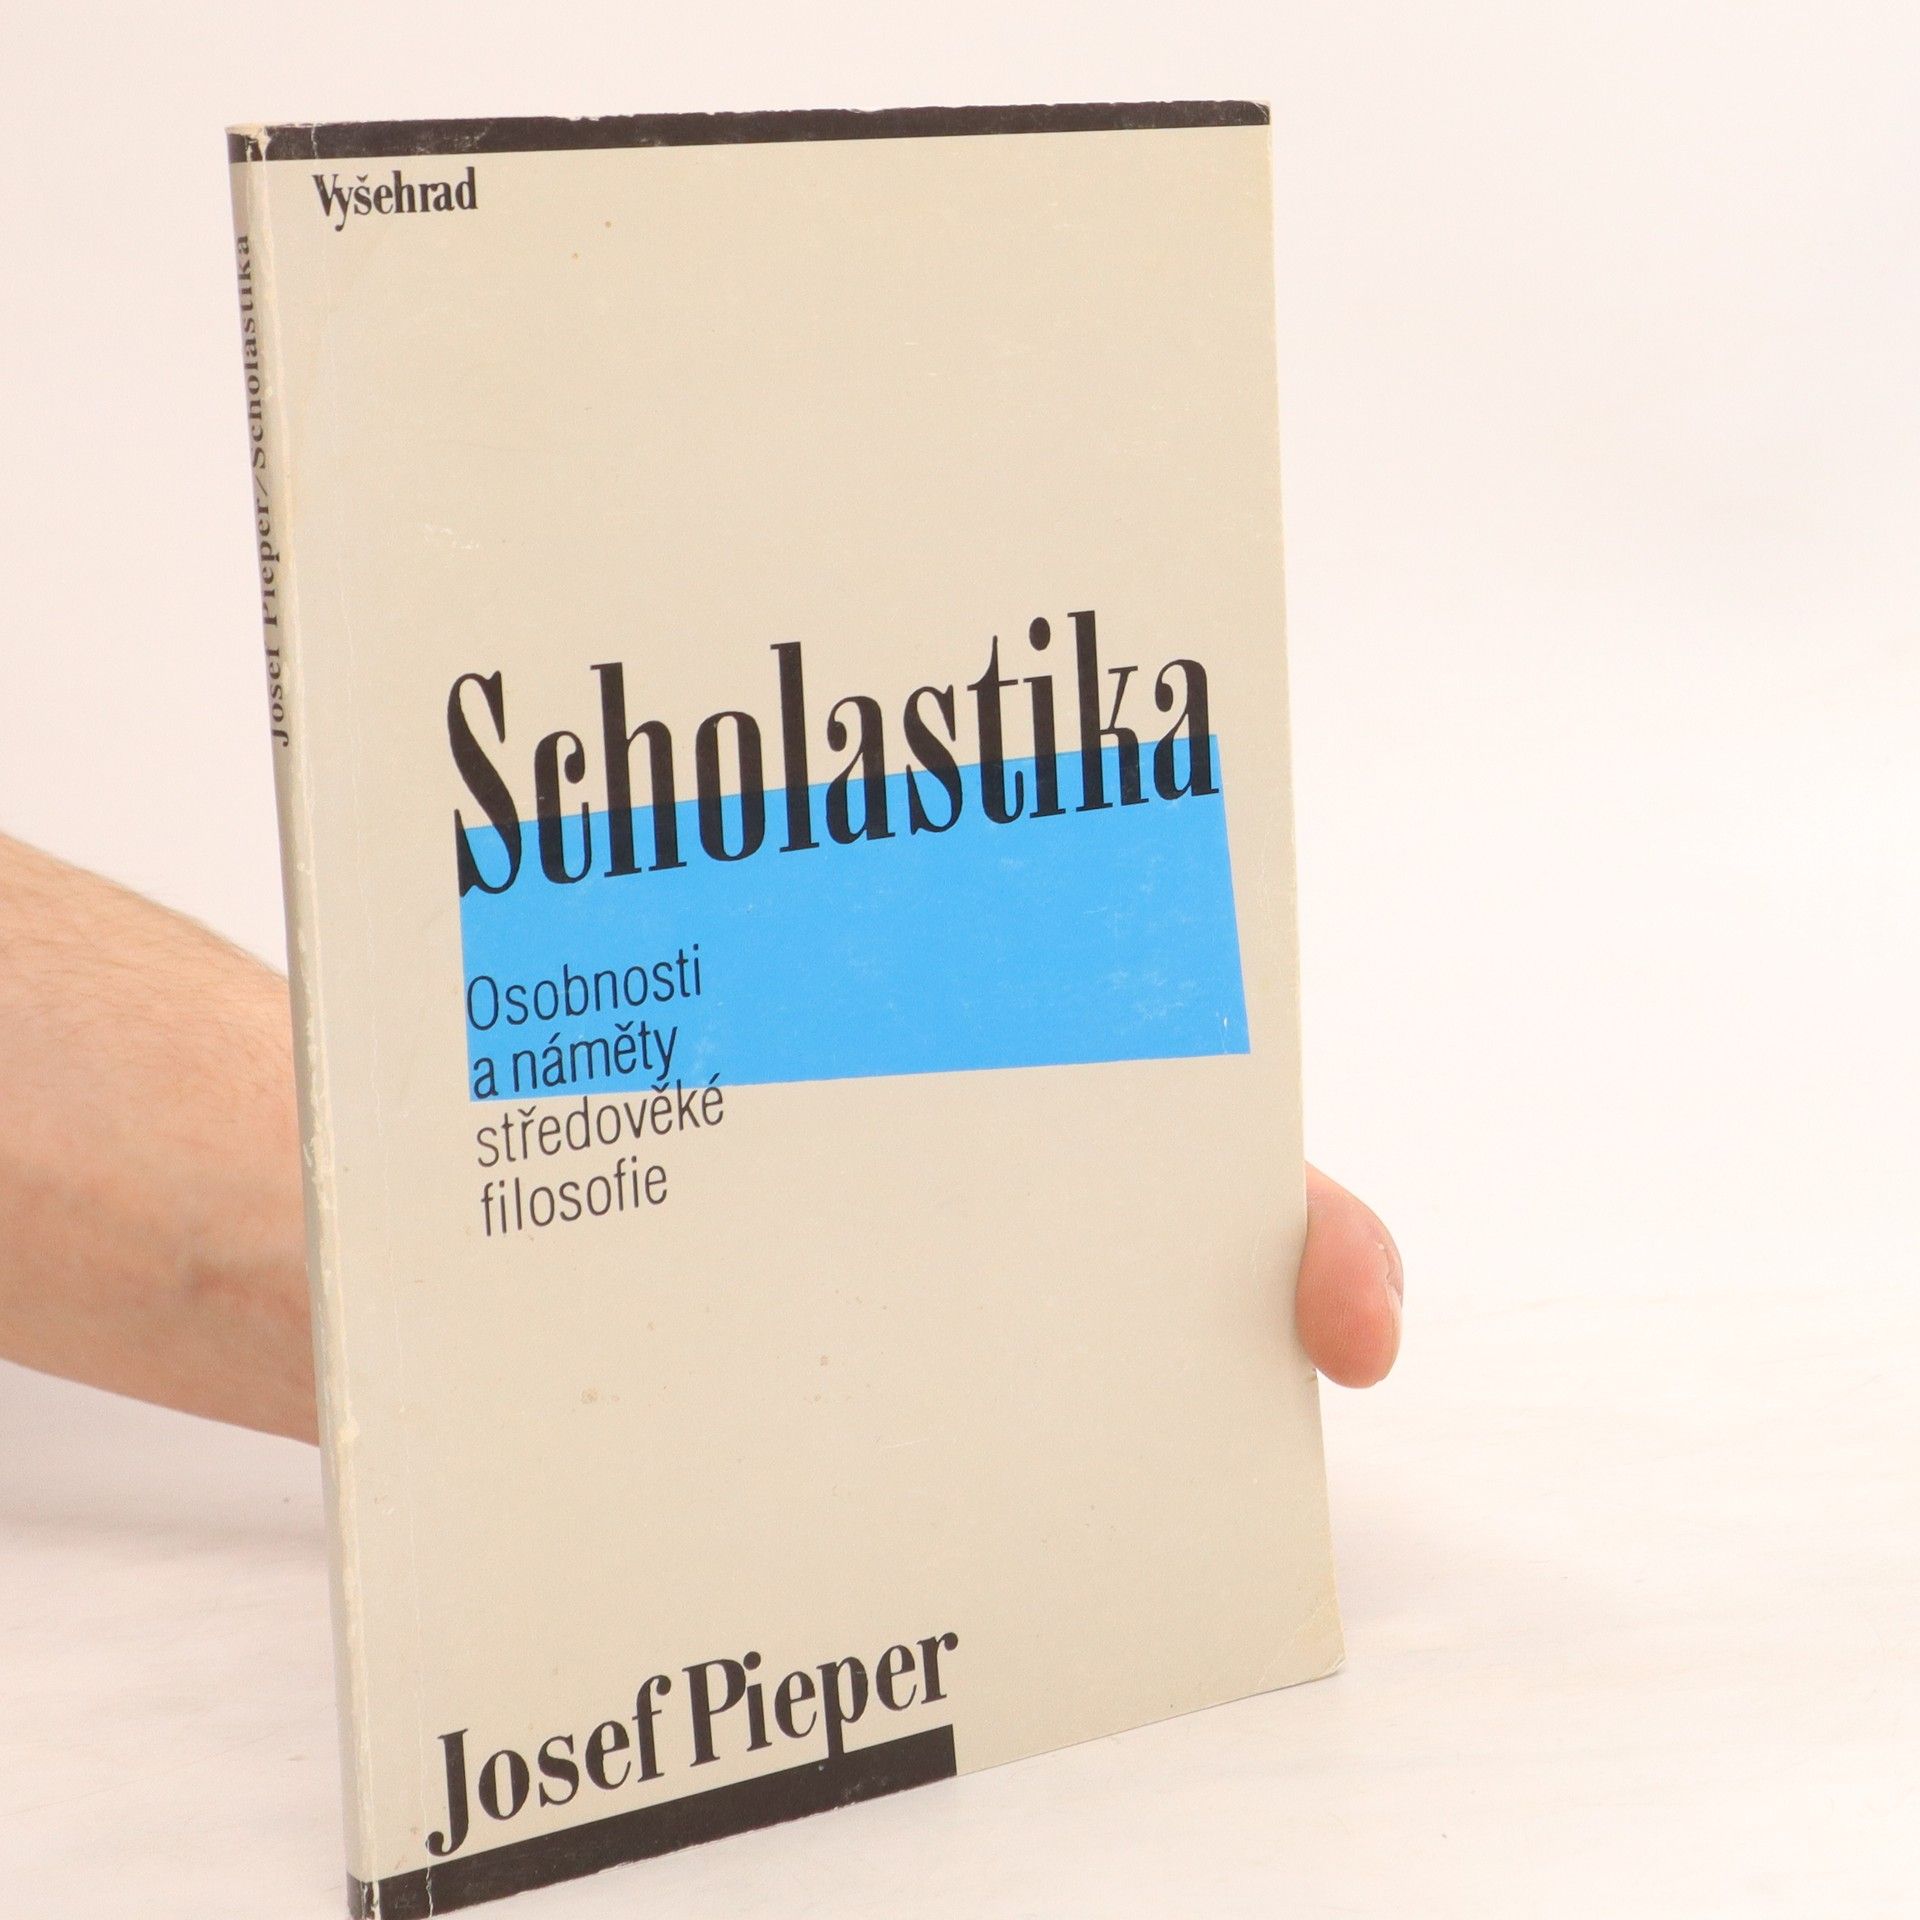 Vyšehrad
Josef Pieper/Scholastika
Scholastika
Osobnosti
a náměty
středověké
filosofie
Josef Pieper